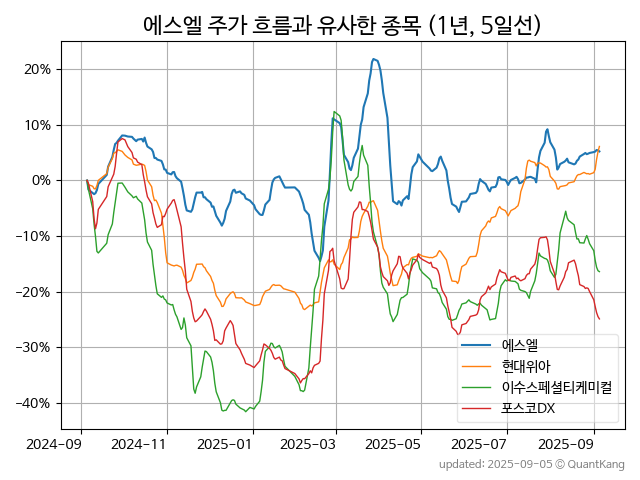 에스엘 주가 흐름과 유사한 종목 (1년, 5일선)
20%
10%
0%
−10%
−20%
−30%
−40%
에스엘
현대위아
이수스페셜티케미컬
포스코DX
2024-09 2024-11 2025-01 2025-03 2025-05 2025-07 2025-09
updated: 2025-09-05 © QuantKang